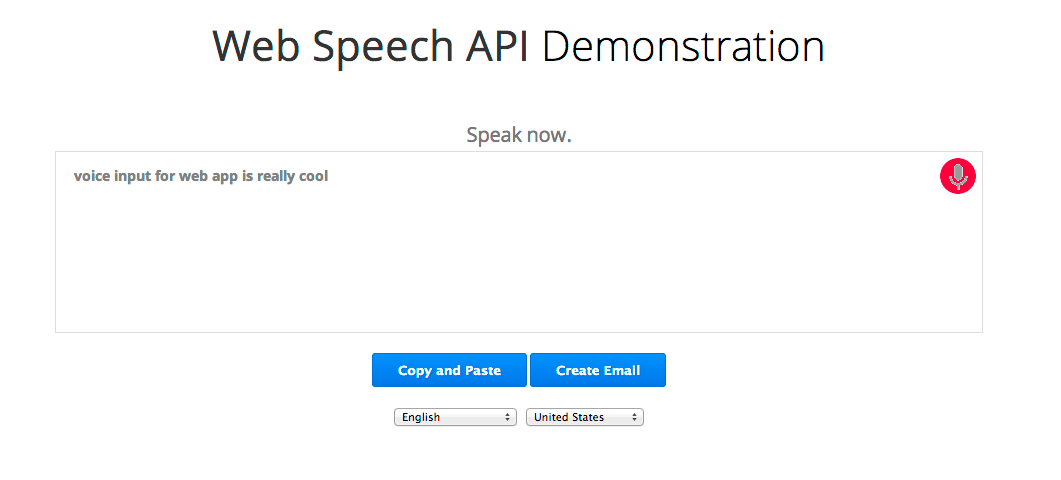 Web Speech API Demonstration
Speak now.
voice input for web app is really cool
Copy and Paste Create Email
English United States